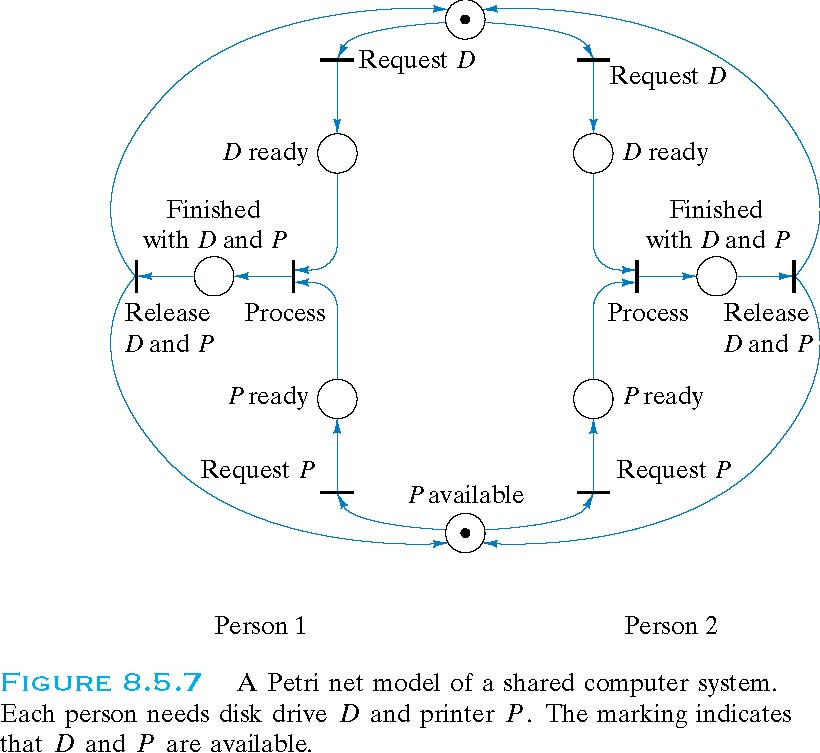 Request D
Request D
D ready
D ready
Finished
with D and P
Finished
with D and P
Release
D and P
Process
Process
Release
D and P
P ready
P ready
Request P
Request P
P available
Person 1
Person 2
FIGURE 8.5.7 A Petri net model of a shared computer system.
Each person needs disk drive D and printer P. The marking indicates
that D and P are available.